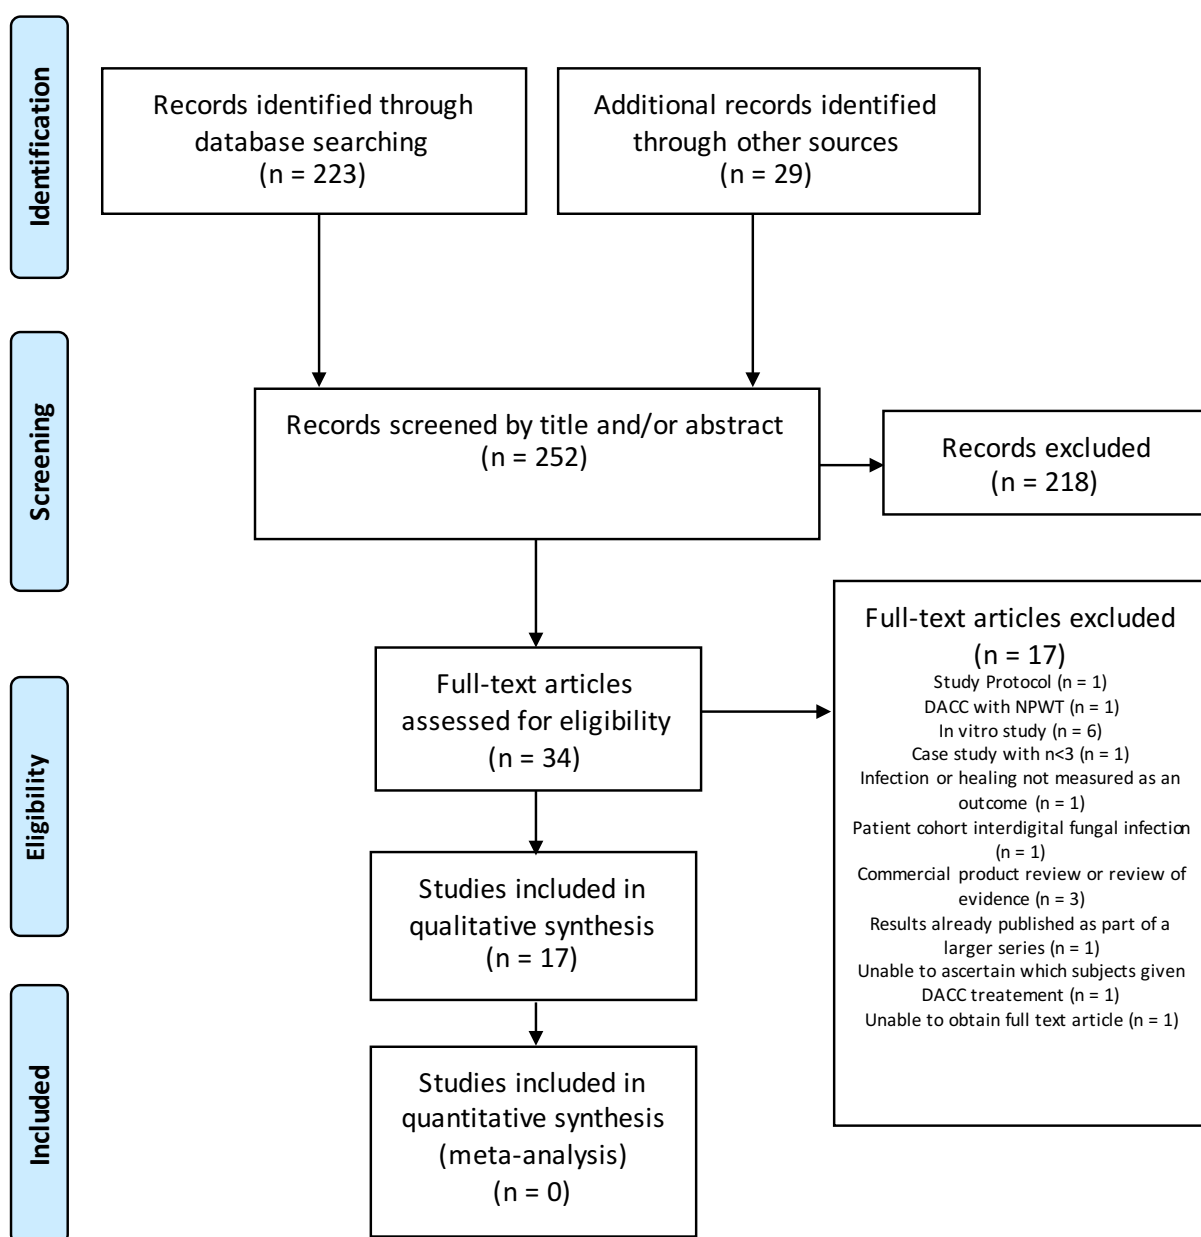 Identification
Records identified through
database searching
(n = 223)
Additional records identified
through other sources
(n = 29)
Screening
Records screened by title and/or abstract
(n = 252)
Records excluded
(n = 218)
Eligibility
Full-text articles
assessed for eligibility
(n = 34)
Full-text articles excluded
(n = 17)
Study Protocol (n = 1)
DACC with NPWT (n = 1)
In vitro study (n = 6)
Case study with n<3 (n = 1)
Infection or healing not measured as an
outcome (n = 1)
Patient cohort interdigital fungal infection
(n = 1)
Commercial product review or review of
evidence (n = 3)
Results already published as part of a
larger series (n = 1)
Unable to ascertain which subjects given
DACC treatement (n = 1)
Unable to obtain full text article (n = 1)
Studies included in
qualitative synthesis
(n = 17)
Included
Studies included in
quantitative synthesis
(meta-analysis)
(n = 0)